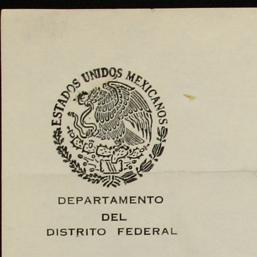 ESTADOS UNIDOS MEXICANOS
DEPARTAMENTO
DEL
DISTRITO FEDERAL